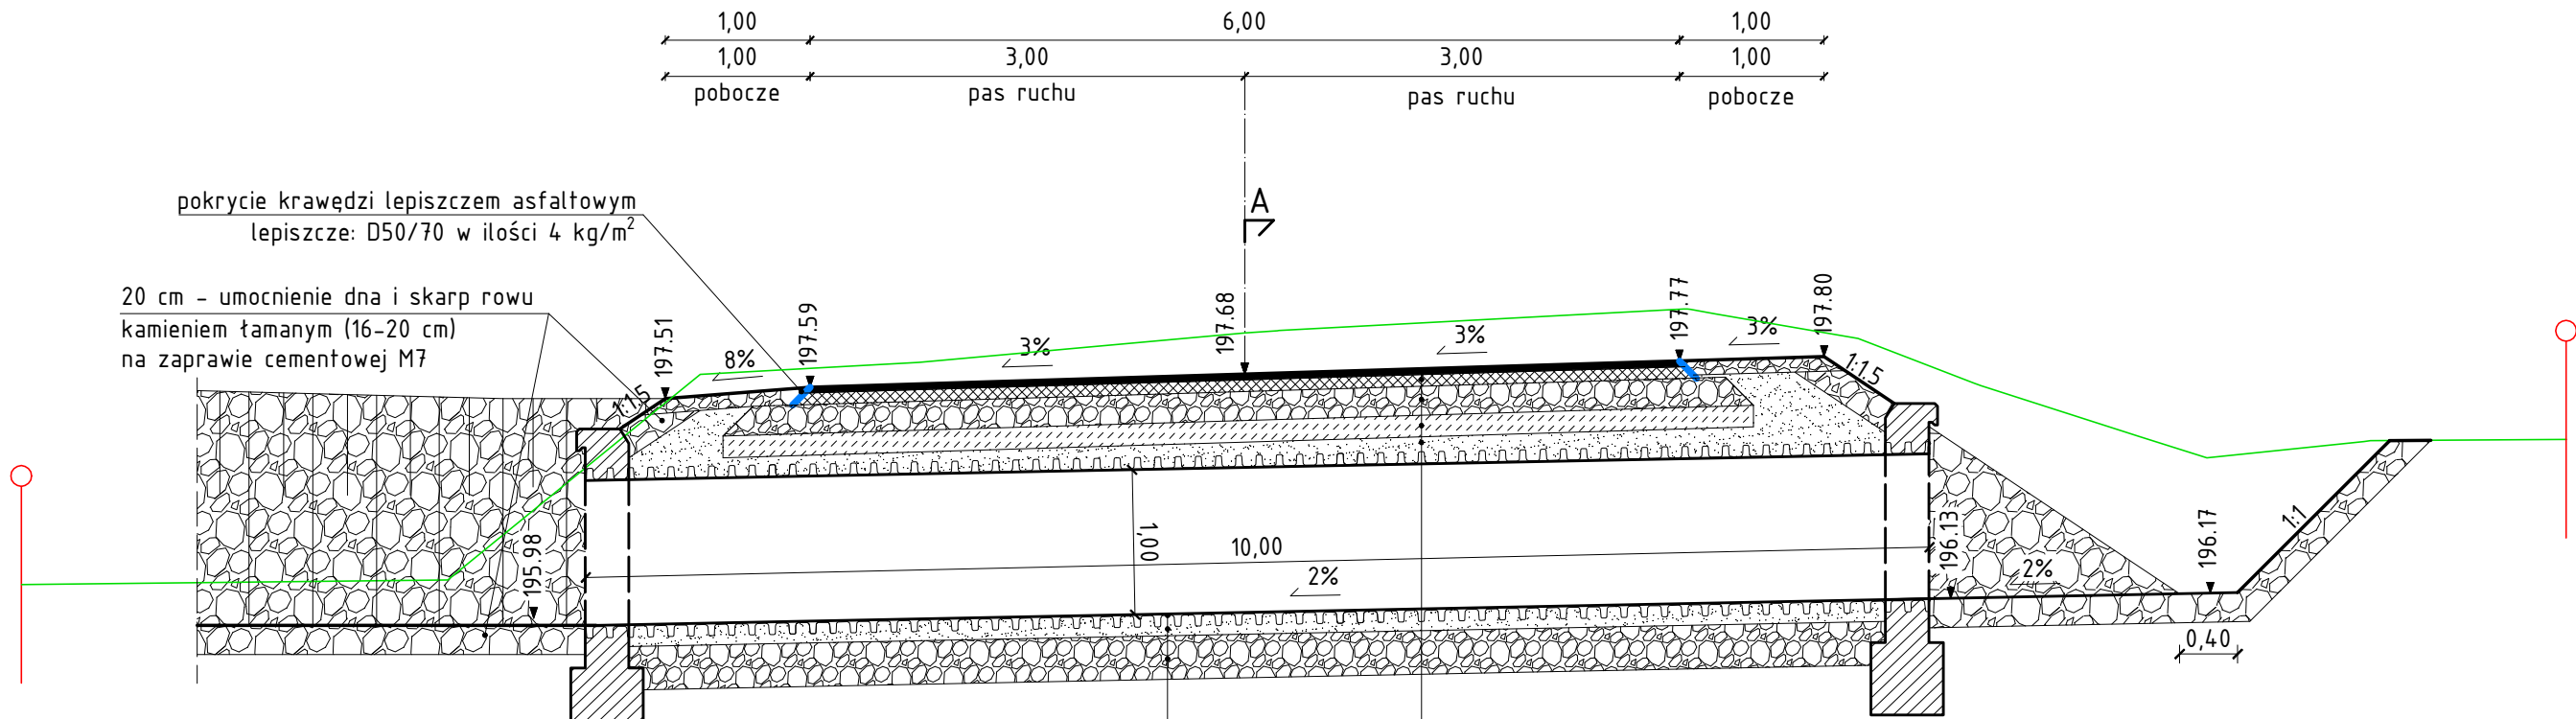 1,00 6,00 1,00
1,00 3,00 3,00 1,00
pobocze pas ruchu pas ruchu pobocze
pokrycie krawędzi lepiszczem asfaltowym
lepiszcze: D50/70 w ilości 4 kg/m²
A
20 cm - umocnienie dna i skarp rowu
kamieniem łamanym (16-20 cm)
na zaprawie cementowej M7
197.51
197.59
197.68
197.77
197.80
8% 3% 3% 3%
1:1.5
1:1.5
195.98
1,00
10,00
2%
196.13
2%
196.17
1:1
0,40